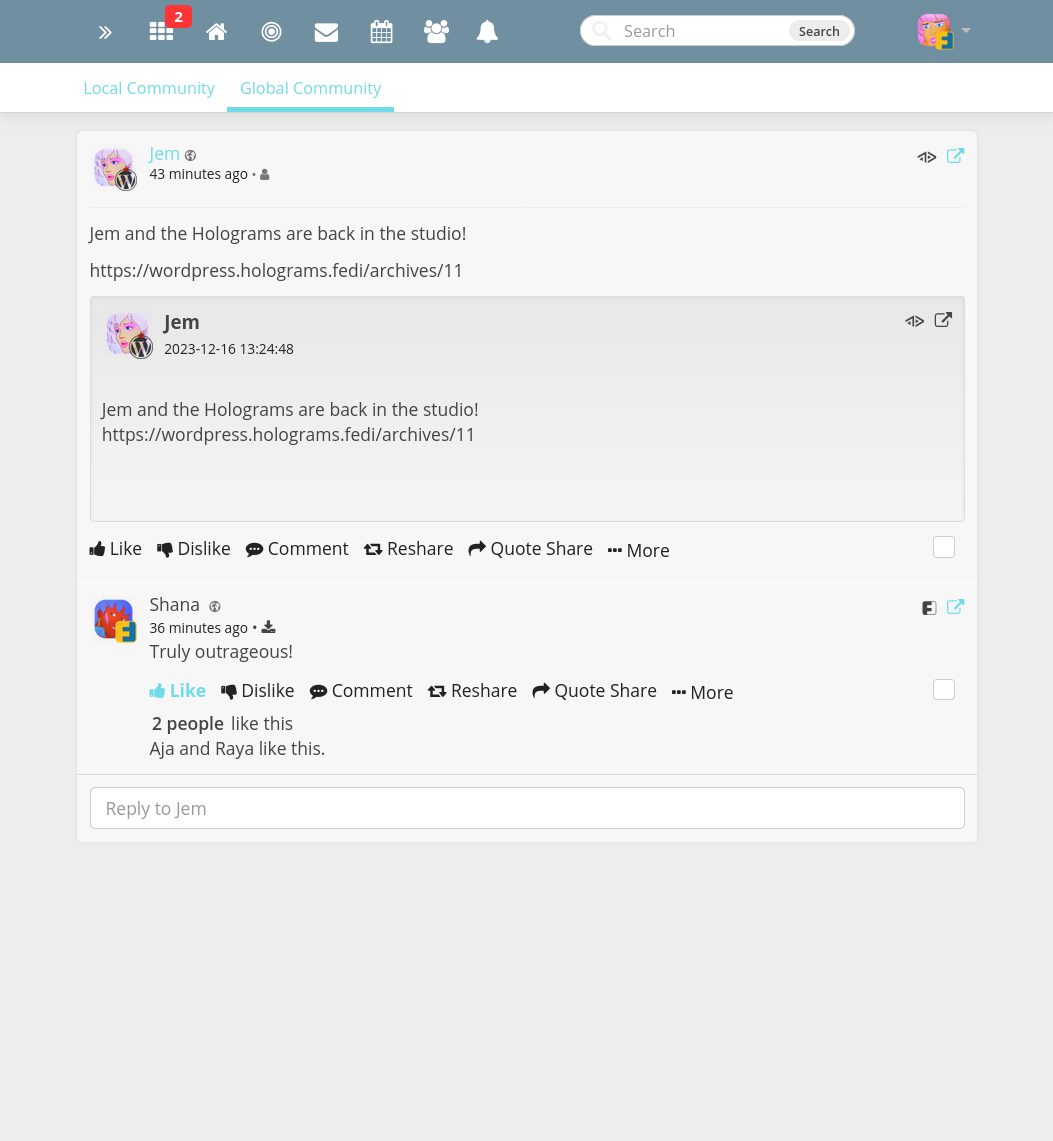 2
Search
Search
Local Community
Global Community
Jem
43 minutes ago •
Jem and the Holograms are back in the studio!
https://wordpress.holograms.fedi/archives/11
Jem
2023-12-16 13:24:48
Jem and the Holograms are back in the studio!
https://wordpress.holograms.fedi/archives/11
Like Dislike Comment Reshare Quote Share More
Shana
36 minutes ago •
Truly outrageous!
Like Dislike Comment Reshare Quote Share More
2 people like this
Aja and Raya like this.
Reply to Jem